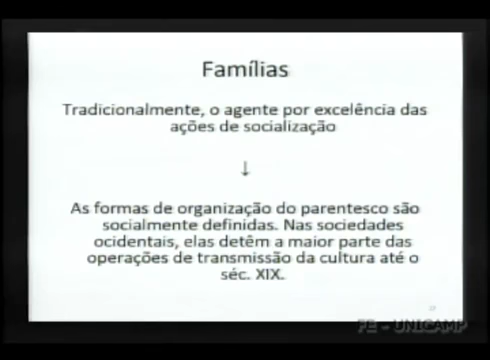 Famílias
Tradicionalmente, o agente por excelência das
ações de socialização
↓
As formas de organização do parentesco são
socialmente definidas. Nas sociedades
ocidentais, elas detêm a maior parte das
operações de transmissão da cultura até o
séc. XIX.
FE - UNICAMP